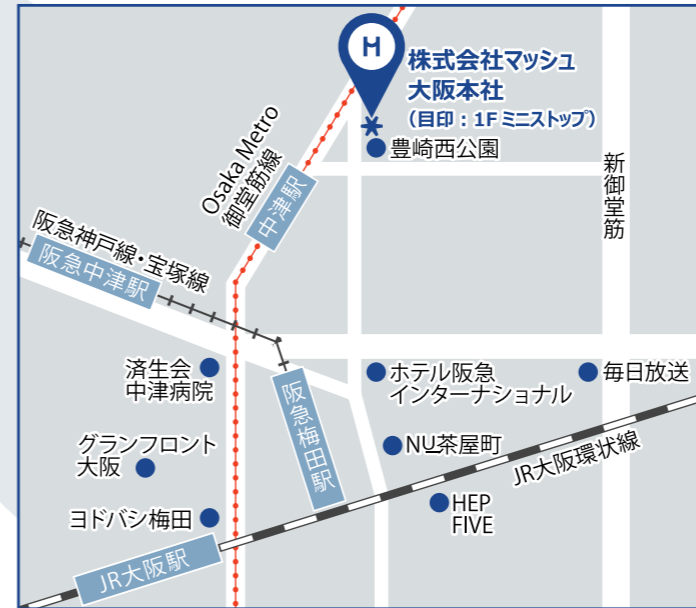 H
株式会社マッシュ
大阪本社
（目印：1F ミニストップ）
豊崎西公園
新御堂筋
Osaka Metro
御堂筋線
中津駅
阪急神戸線・宝塚線
阪急中津駅
済生会
中津病院
阪急梅田駅
ホテル阪急
インターナショナル
毎日放送
グランフロント
大阪
NU茶屋町
JR大阪環状線
ヨドバシ梅田
HEP
FIVE
JR大阪駅